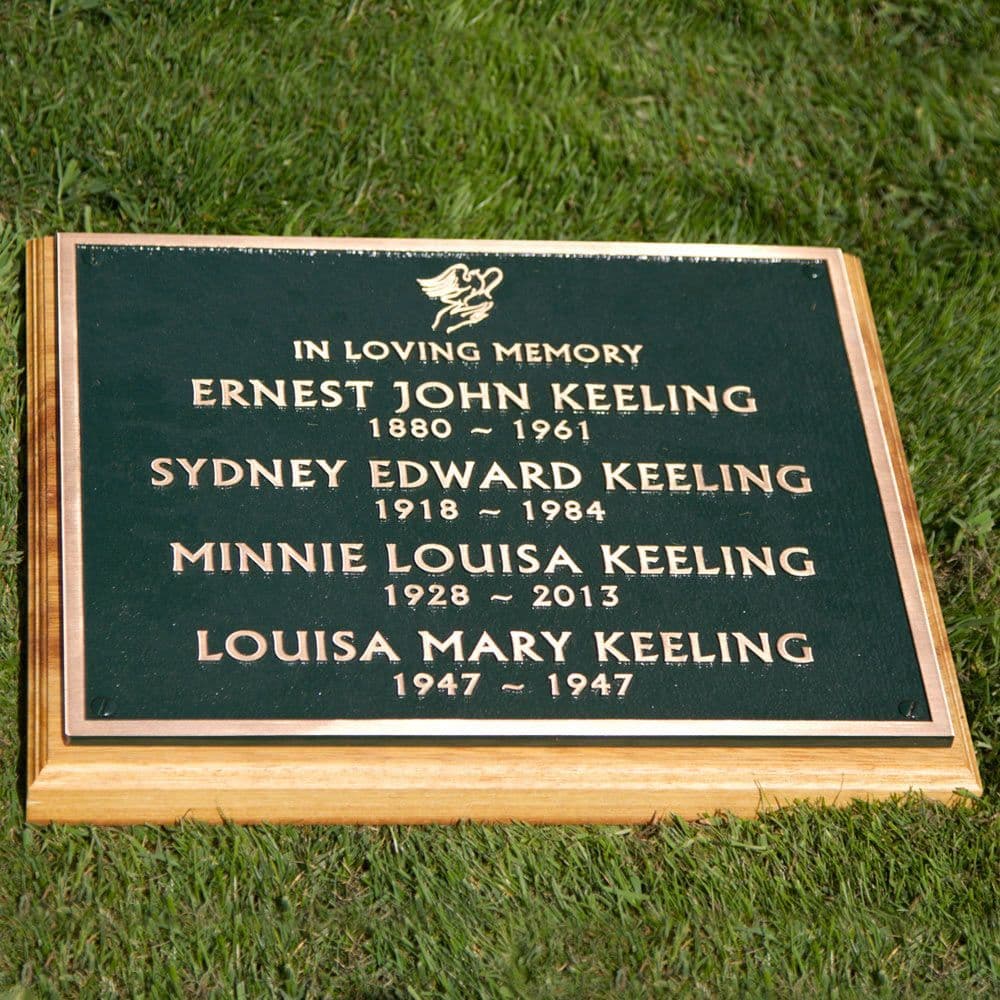 IN LOVING MEMORY
ERNEST JOHN KEELING
1880 ~ 1961
SYDNEY EDWARD KEELING
1918 ~ 1984
MINNIE LOUISA KEELING
1928 ~ 2013
LOUISA MARY KEELING
1947 ~ 1947